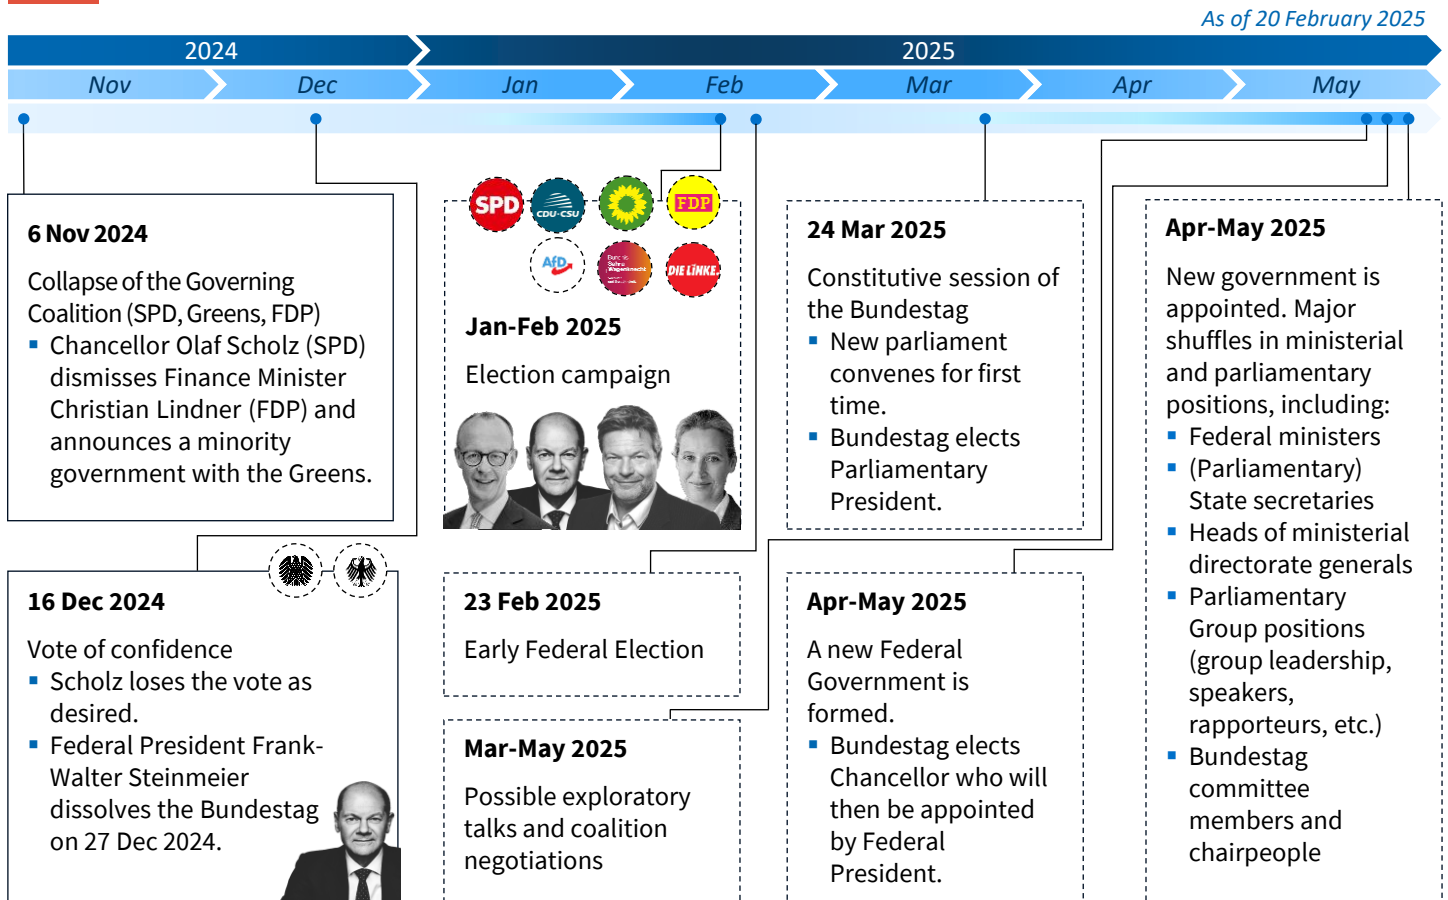 As of 20 February 2025
2024
2025
Nov
Dec
Jan
Feb
Mar
Apr
May
6 Nov 2024
Collapse of the Governing
Coalition (SPD, Greens, FDP)
▪ Chancellor Olaf Scholz (SPD)
dismisses Finance Minister
Christian Lindner (FDP) and
announces a minority
government with the Greens.
16 Dec 2024
Vote of confidence
▪ Scholz loses the vote as
desired.
▪ Federal President Frank-
Walter Steinmeier
dissolves the Bundestag
on 27 Dec 2024.
SPD
CDU-CSU
FDP
AfD
Bündnis
Sahra
Wagenknecht
DIE LINKE.
Jan-Feb 2025
Election campaign
23 Feb 2025
Early Federal Election
Mar-May 2025
Possible exploratory
talks and coalition
negotiations
24 Mar 2025
Constitutive session of
the Bundestag
▪ New parliament
convenes for first
time.
▪ Bundestag elects
Parliamentary
President.
Apr-May 2025
A new Federal
Government is
formed.
▪ Bundestag elects
Chancellor who will
then be appointed
by Federal
President.
Apr-May 2025
New government is
appointed. Major
shuffles in ministerial
and parliamentary
positions, including:
▪ Federal ministers
▪ (Parliamentary)
State secretaries
▪ Heads of ministerial
directorate generals
▪ Parliamentary
Group positions
(group leadership,
speakers,
rapporteurs, etc.)
▪ Bundestag
committee
members and
chairpeople